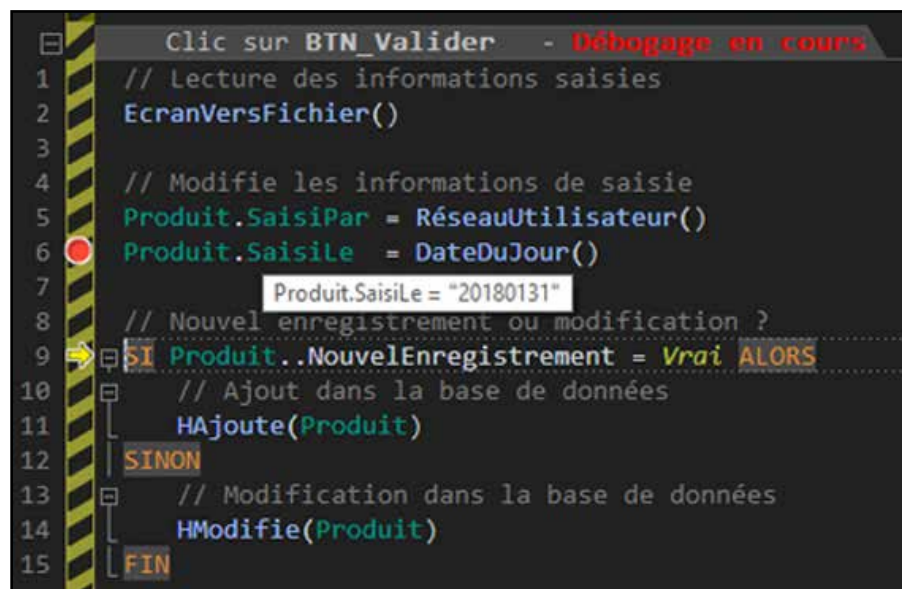 Clic sur BTN_Valider - Débogage en cours
1 // Lecture des informations saisies
2 EcranVersFichier()
3
4 // Modifie les informations de saisie
5 Produit.SaisiPar = RéseauUtilisateur()
6 Produit.SaisiLe = DateDuJour()
7 Produit.SaisiLe = "20180131"
8 // Nouvel enregistrement ou modification ?
9 SI Produit..NouvelEnregistrement = Vrai ALORS
10 // Ajout dans la base de données
11 HAjoute(Produit)
12 SINON
13 // Modification dans la base de données
14 HModifie(Produit)
15 FIN